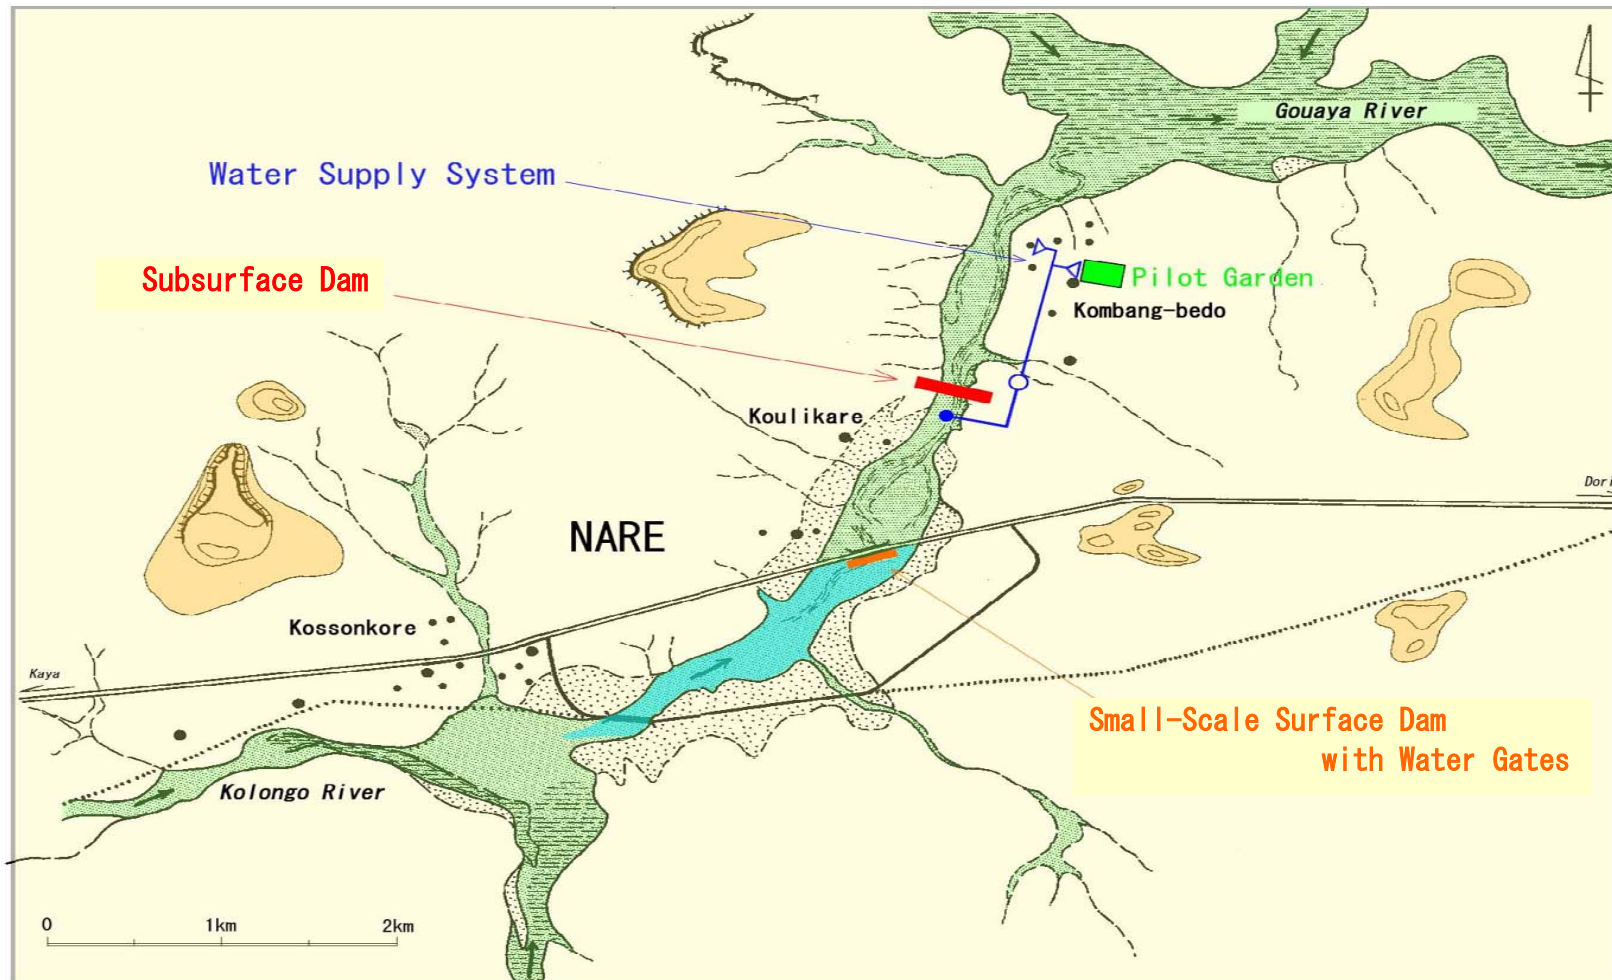 Gouaya River
Water Supply System
Subsurface Dam
Pilot Garden
Kombang-bedo
Koulikare
Dori
NARE
Kossonkore
Kaya
Small-Scale Surface Dam
with Water Gates
Kolongo River
0 1km 2km